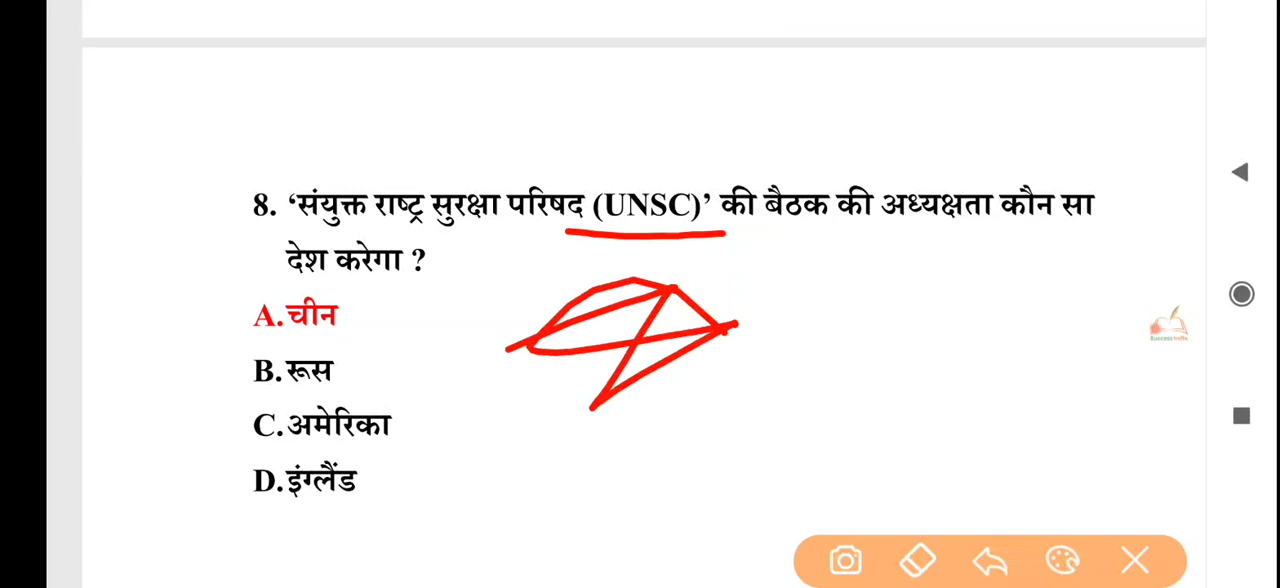 8. ‘संयुक्त राष्ट्र सुरक्षा परिषद (UNSC)’ की बैठक की अध्यक्षता कौन सा
देश करेगा ?
A.चीन
B.रूस
C.अमेरिका
D.इंग्लैंड